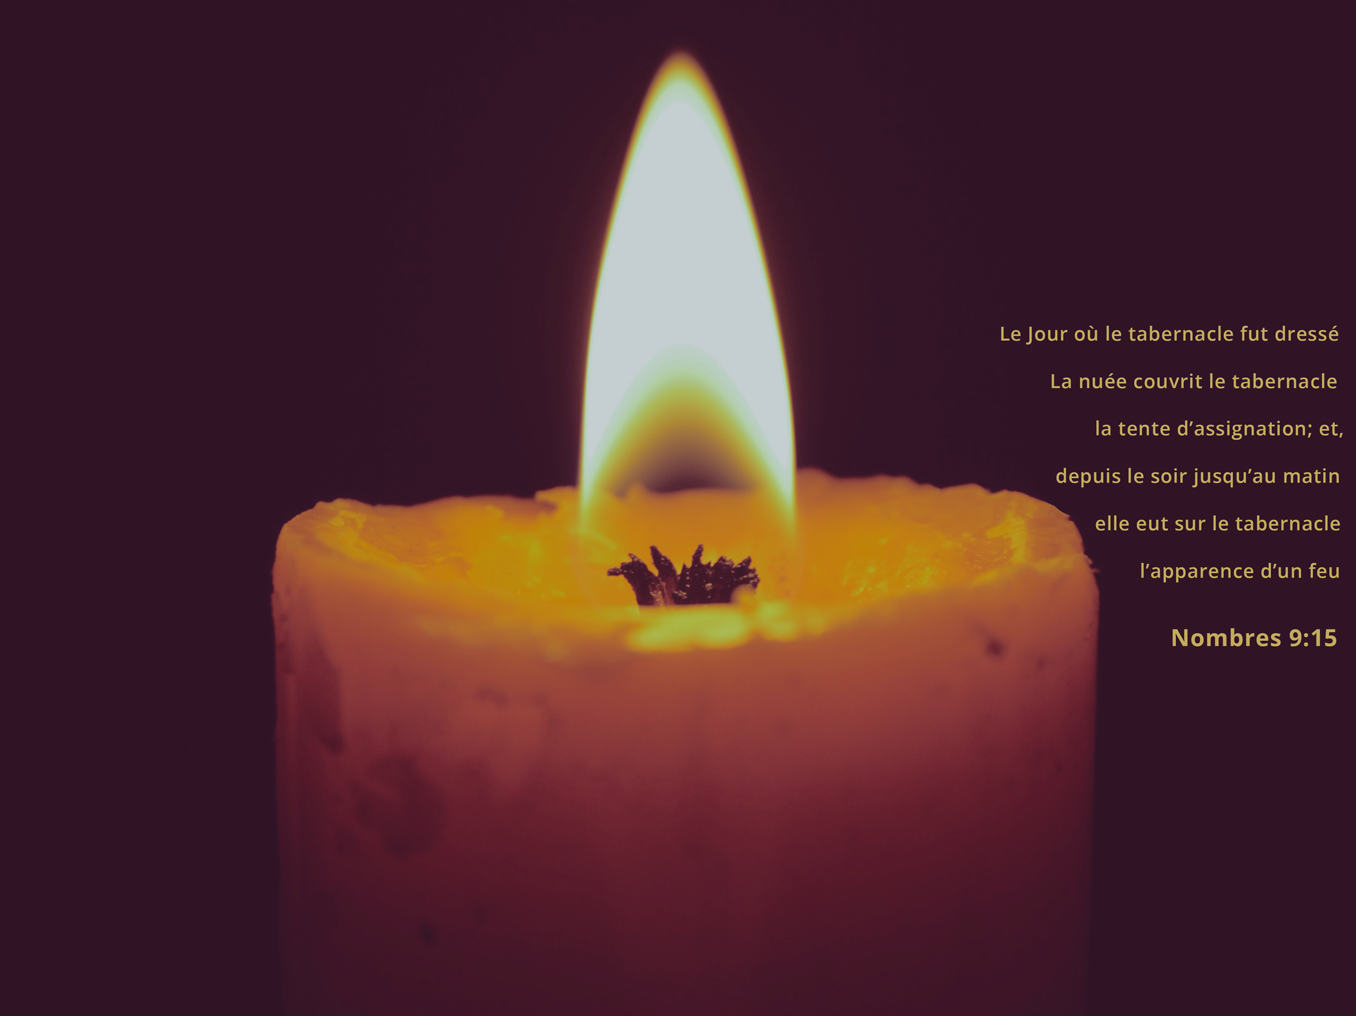 Le Jour où le tabernacle fut dressé
La nuée couvrit le tabernacle
la tente d’assignation; et,
depuis le soir jusqu’au matin
elle eut sur le tabernacle
l’apparence d’un feu
Nombres 9:15